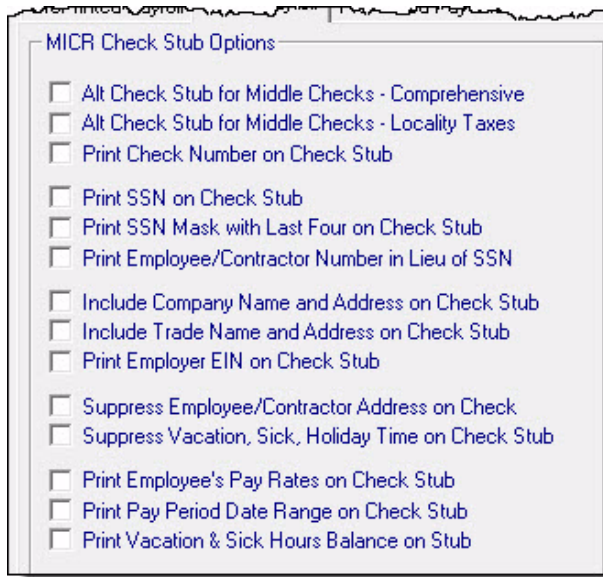 MICR Check Stub Options
Alt Check Stub for Middle Checks - Comprehensive
Alt Check Stub for Middle Checks - Locality Taxes
Print Check Number on Check Stub
Print SSN on Check Stub
Print SSN Mask with Last Four on Check Stub
Print Employee/Contractor Number in Lieu of SSN
Include Company Name and Address on Check Stub
Include Trade Name and Address on Check Stub
Print Employer EIN on Check Stub
Suppress Employee/Contractor Address on Check
Suppress Vacation, Sick, Holiday Time on Check Stub
Print Employee's Pay Rates on Check Stub
Print Pay Period Date Range on Check Stub
Print Vacation & Sick Hours Balance on Stub